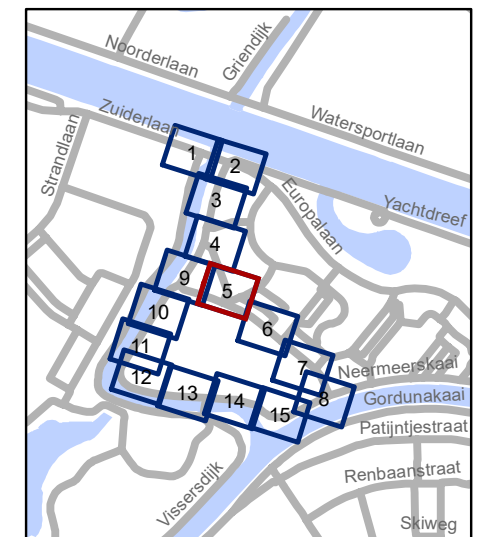 Noorderlaan
Griendijk
Watersportlaan
Zuiderlaan
Strandlaan
Europalaan
Yachtdreef
1
2
3
4
9
5
10
6
11
7
12
13
14
15
8
Neermeerskaai
Gordunakaai
Patijntjestraat
Renbaanstraat
Vissersdijk
Skiweg